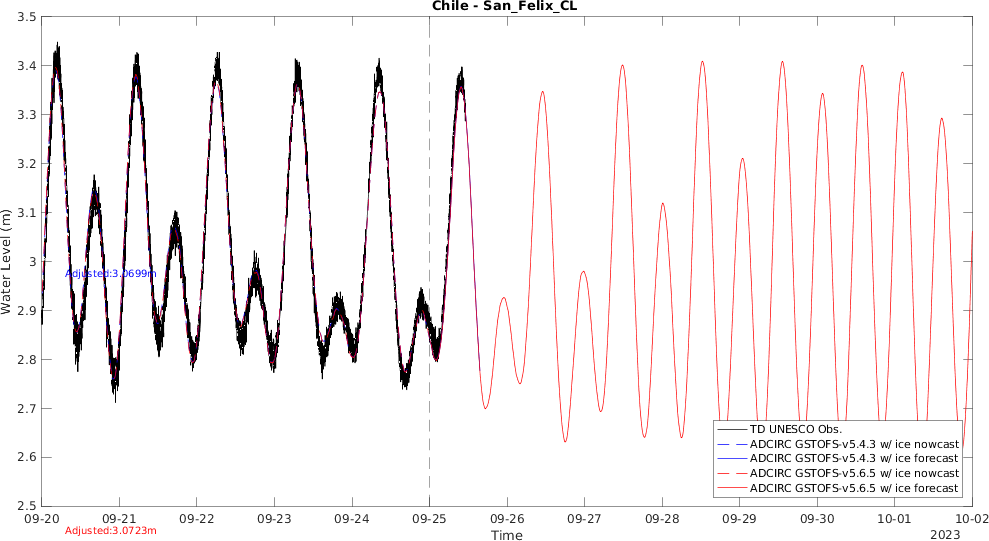 Chile - San_Felix_CL
3.5
3.4
3.3
3.2
3.1
3
2.9
2.8
2.7
2.6
2.5
Water Level (m)
Adjusted:3.0699m
Adjusted:3.0723m
TD UNESCO Obs.
ADCIRC GSTOFS-v5.4.3 w/ ice nowcast
ADCIRC GSTOFS-v5.4.3 w/ ice forecast
ADCIRC GSTOFS-v5.6.5 w/ ice nowcast
ADCIRC GSTOFS-v5.6.5 w/ ice forecast
09-20 09-21 09-22 09-23 09-24 09-25 09-26 09-27 09-28 09-29 09-30 10-01 10-02
Time
2023